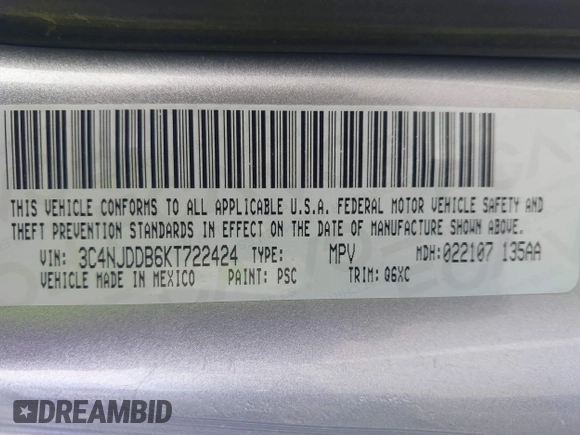 THIS VEHICLE CONFORMS TO ALL APPLICABLE U.S.A. FEDERAL MOTOR VEHICLE SAFETY AND
THEFT PREVENTION STANDARDS IN EFFECT ON THE DATE OF MANUFACTURE SHOWN ABOVE.
VIN: 3C4NJDDB6KT722424 TYPE: MPV MDH: 022107 135AA
VEHICLE MADE IN MEXICO PAINT: PSC TRIM: Q6XC
DREAMBID